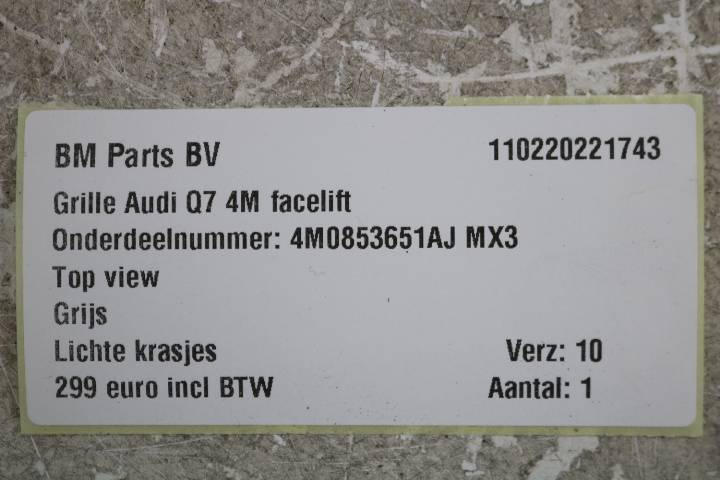 BM Parts BV 110220221743
Grille Audi Q7 4M facelift
Onderdeelnummer: 4M0853651AJ MX3
Top view
Grijs
Lichte krasjes Verz: 10
299 euro incl BTW Aantal: 1